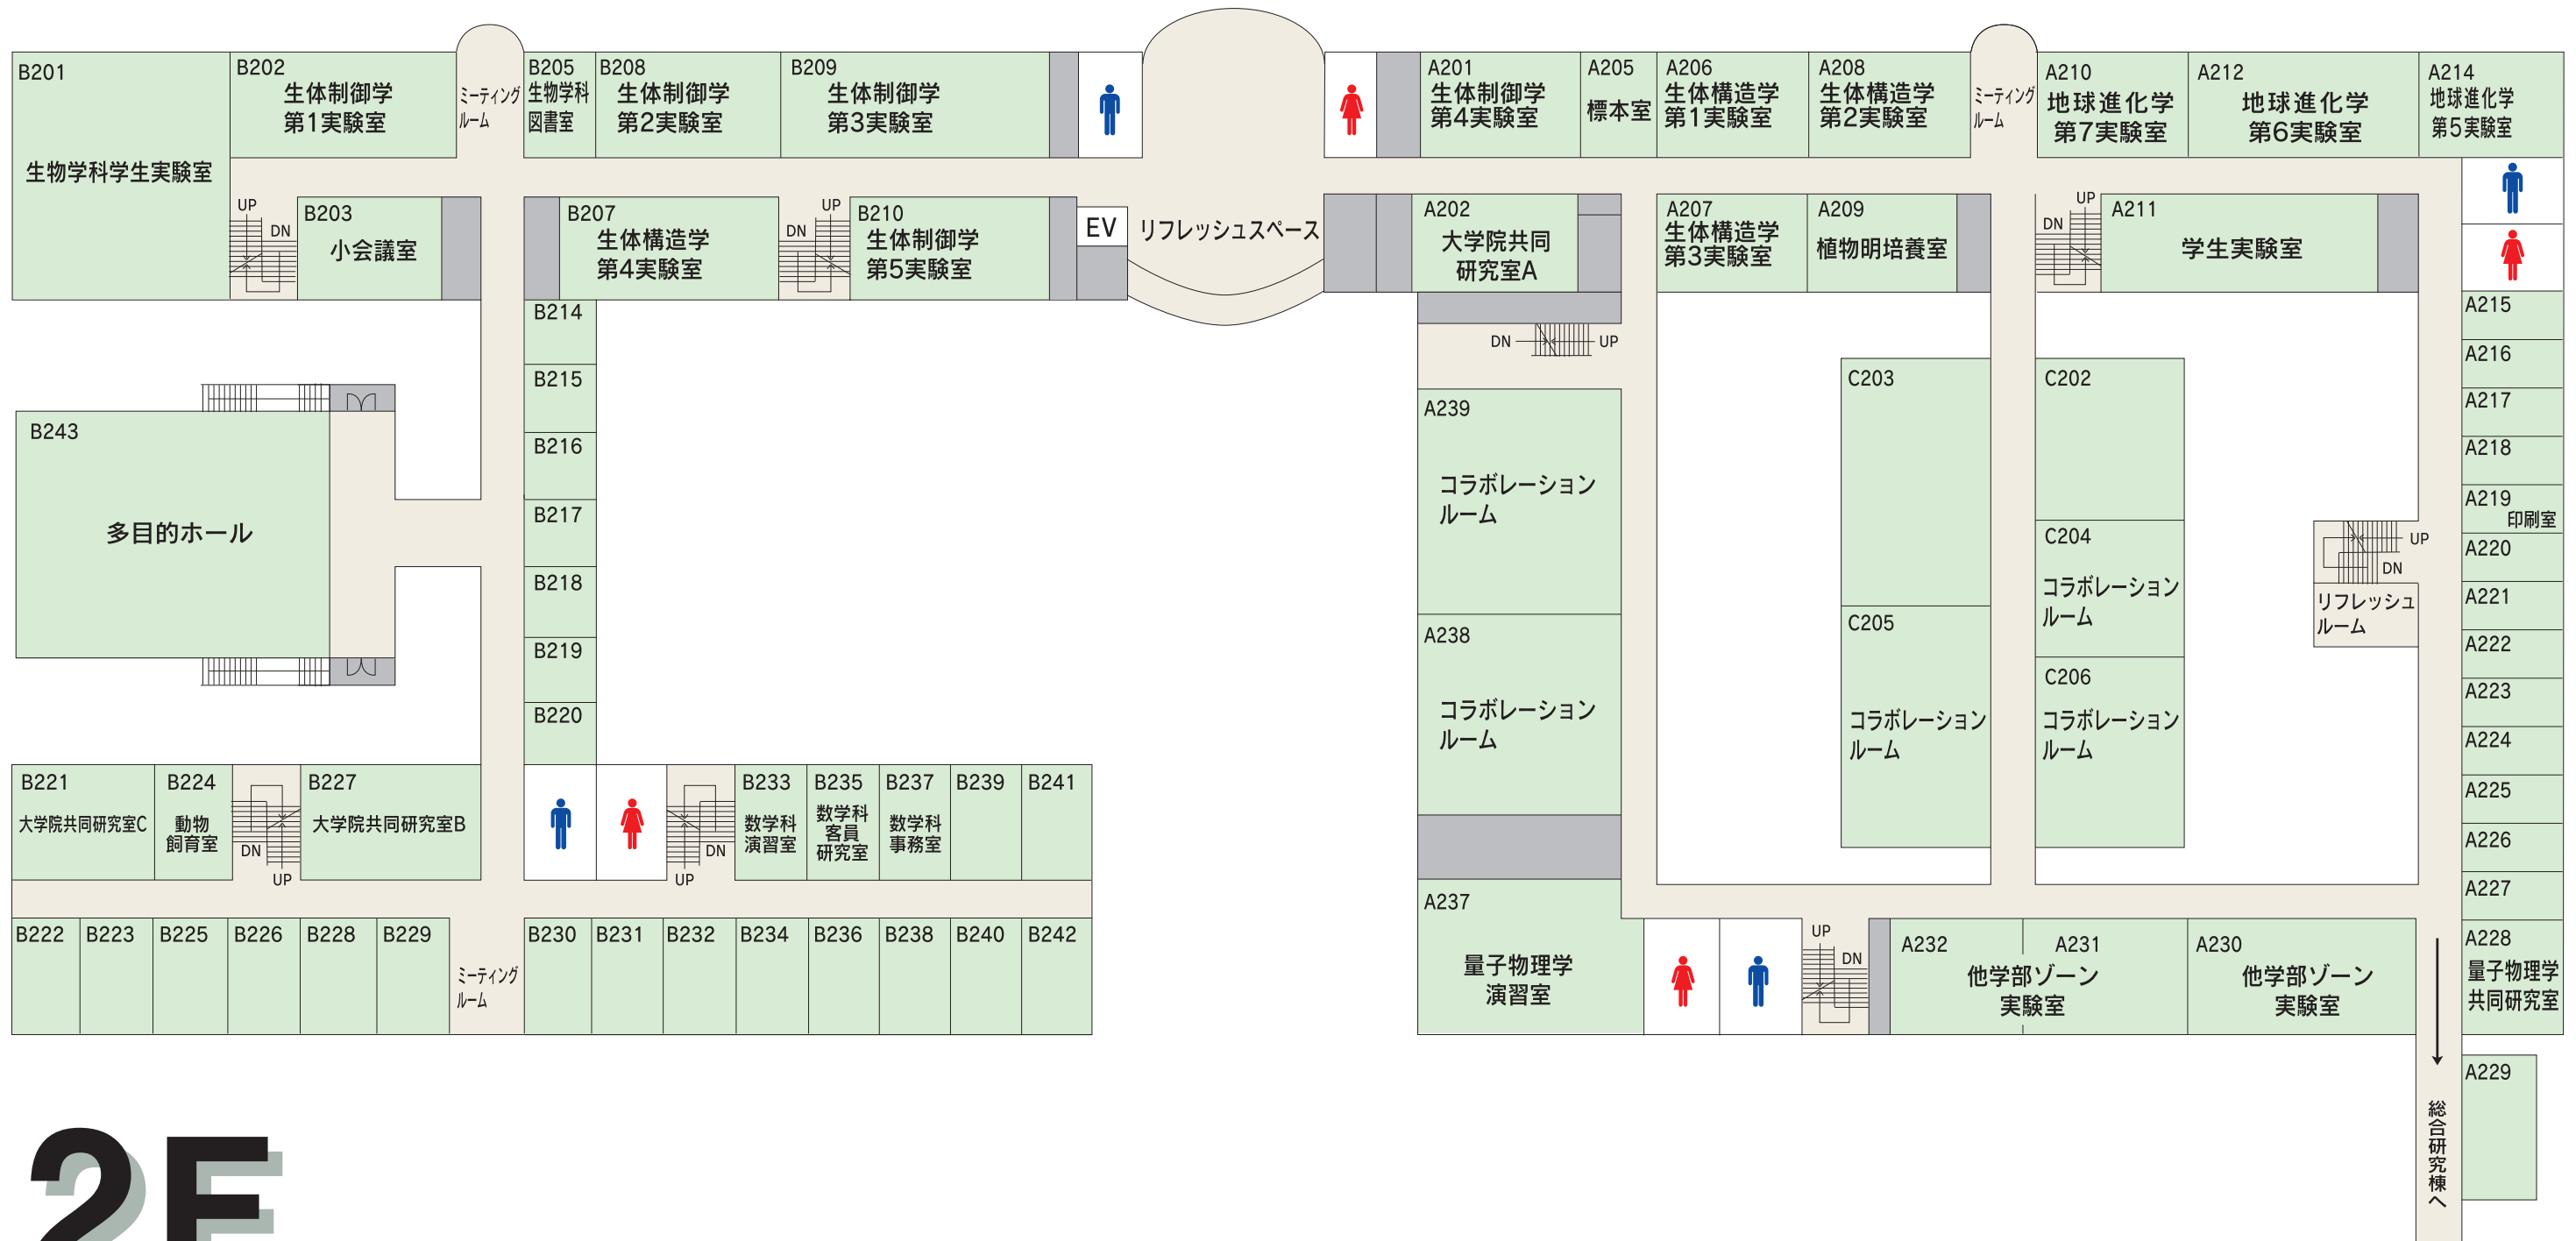 B201
生物学科学生実験室
B202
生体制御学
第1実験室
ミーティング
ルーム
B205
生物学科
図書室
B208
生体制御学
第2実験室
B209
生体制御学
第3実験室
A201
生体制御学
第4実験室
A205
標本室
A206
生体構造学
第1実験室
A208
生体構造学
第2実験室
ミーティング
ルーム
A210
地球進化学
第7実験室
A212
地球進化学
第6実験室
A214
地球進化学
第5実験室
UP
DN
B203
小会議室
B207
生体構造学
第4実験室
DN
UP
B210
生体制御学
第5実験室
EV
リフレッシュスペース
A202
大学院共同
研究室A
A207
生体構造学
第3実験室
A209
植物明培養室
DN
UP
A211
学生実験室
DN
UP
B214
B215
B216
B217
B218
B219
B220
B243
多目的ホール
A239
コラボレーション
ルーム
A238
コラボレーション
ルーム
C203
C205
コラボレーション
ルーム
C202
C204
コラボレーション
ルーム
C206
コラボレーション
ルーム
UP
DN
リフレッシュ
ルーム
A215
A216
A217
A218
A219
印刷室
A220
A221
A222
A223
A224
A225
A226
A227
A228
量子物理学
共同研究室
A229
B221
大学院共同研究室C
B224
動物
飼育室
DN
UP
B227
大学院共同研究室B
DN
UP
B233
数学科
演習室
B235
数学科
客員
研究室
B237
数学科
事務室
B239
B241
B222
B223
B225
B226
B228
B229
ミーティング
ルーム
B230
B231
B232
B234
B236
B238
B240
B242
A237
量子物理学
演習室
UP
DN
A232
A231
他学部ゾーン
実験室
A230
他学部ゾーン
実験室
総合研究棟へ
2F